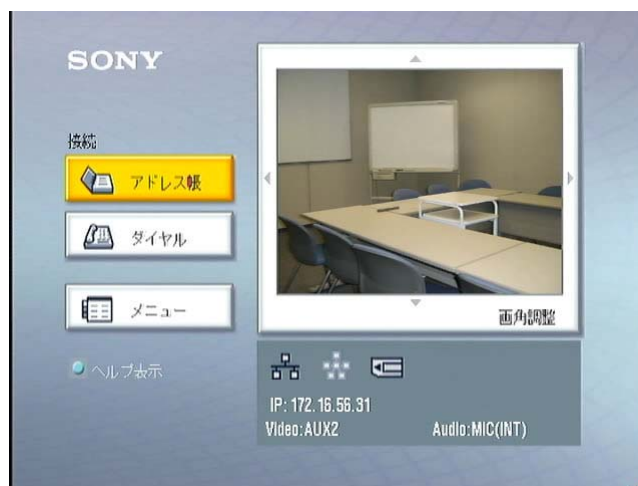 SONY
接続
アドレス帳
ダイヤル
メニュー
ヘルプ表示
画角調整
IP: 172.16.56.31
Video:AUX2 Audio:MIC(INT)